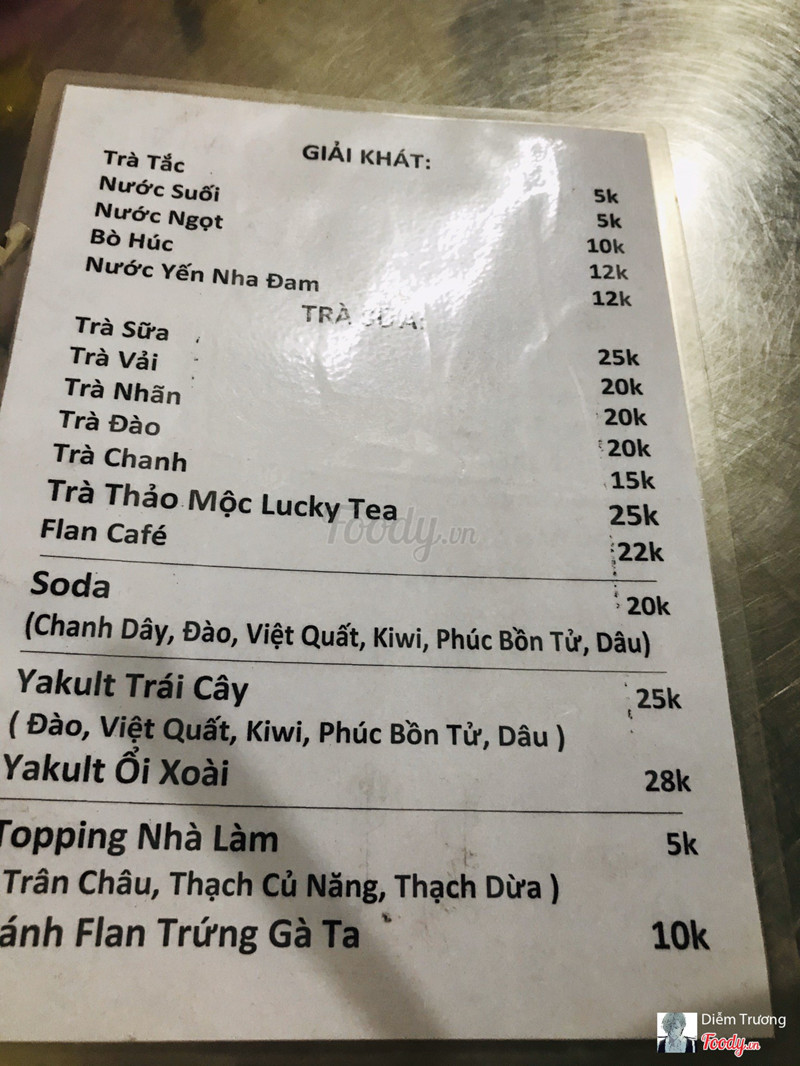 GIẢI KHÁT:
Trà Tắc 5k
Nước Suối 5k
Nước Ngọt 10k
Bò Húc 12k
Nước Yến Nha Đam 12k
TRÀ SỮA:
Trà Sữa 25k
Trà Vải 20k
Trà Nhãn 20k
Trà Đào 20k
Trà Chanh 15k
Trà Thảo Mộc Lucky Tea 25k
Flan Café 22k
Soda 20k
(Chanh Dây, Đào, Việt Quất, Kiwi, Phúc Bồn Tử, Dâu)
Yakult Trái Cây 25k
( Đào, Việt Quất, Kiwi, Phúc Bồn Tử, Dâu )
Yakult Ổi Xoài 28k
Topping Nhà Làm 5k
Trân Châu, Thạch Củ Năng, Thạch Dừa )
ánh Flan Trứng Gà Ta 10k
Foody.vn
Diễm Trương
Foody.vn